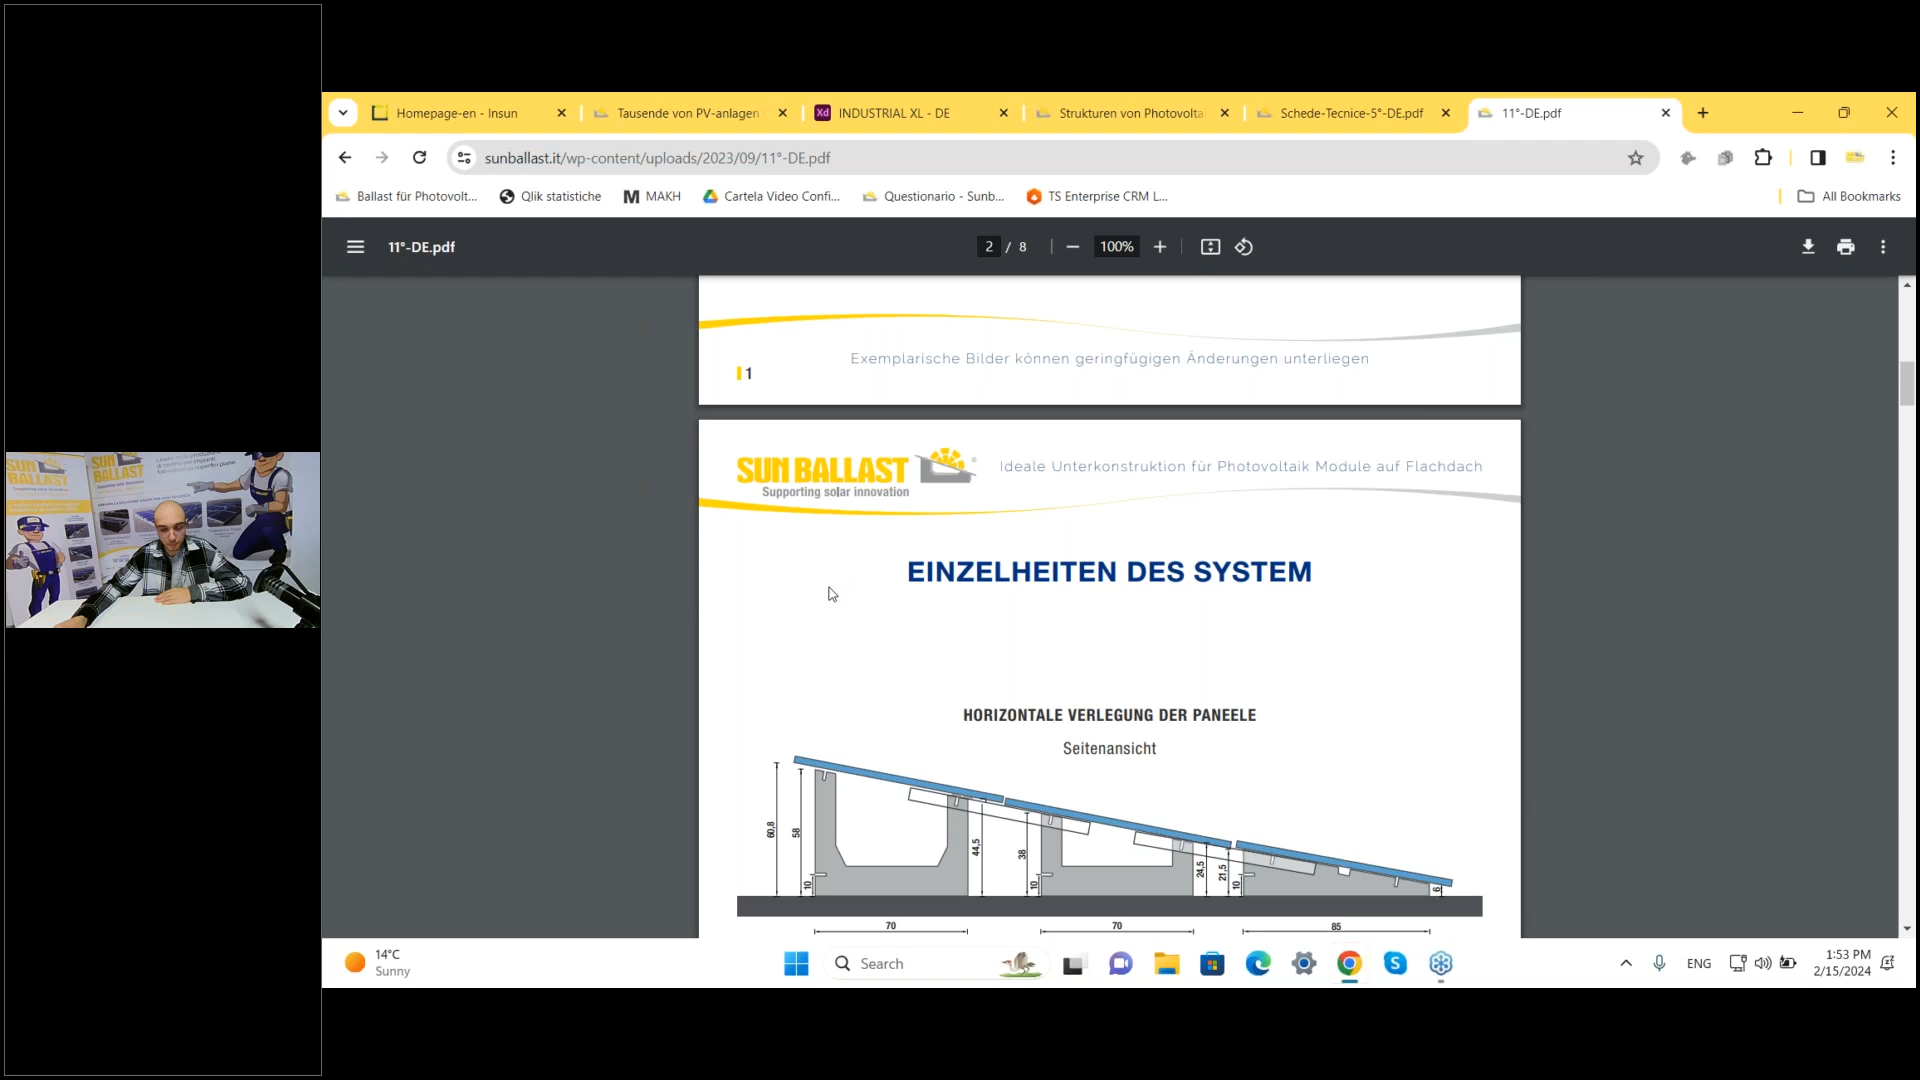 Homepage-en - Insun
Tausende von PV-anlagen
INDUSTRIAL XL - DE
Strukturen von Photovolta
Schede-Tecnice-5°-DE.pdf
11°-DE.pdf
sunballast.it/wp-content/uploads/2023/09/11°-DE.pdf
Ballast für Photovolt...
Qlik statistiche
MAKH
Cartela Video Confi...
Questionario - Sunb...
TS Enterprise CRM L...
All Bookmarks
11°-DE.pdf
2 / 8
100%
Exemplarische Bilder können geringfügigen Änderungen unterliegen
1
SUN BALLAST
Supporting solar innovation
Ideale Unterkonstruktion für Photovoltaik Module auf Flachdach
EINZELHEITEN DES SYSTEM
HORIZONTALE VERLEGUNG DER PANEELE
Seitenansicht
60,8
58
10
44,5
38
10
24,5
21,5
10
6
70
70
85
SUN
BALLAST
SUN
BALLAST
14°C
Sunny
Search
ENG
1:53 PM
2/15/2024